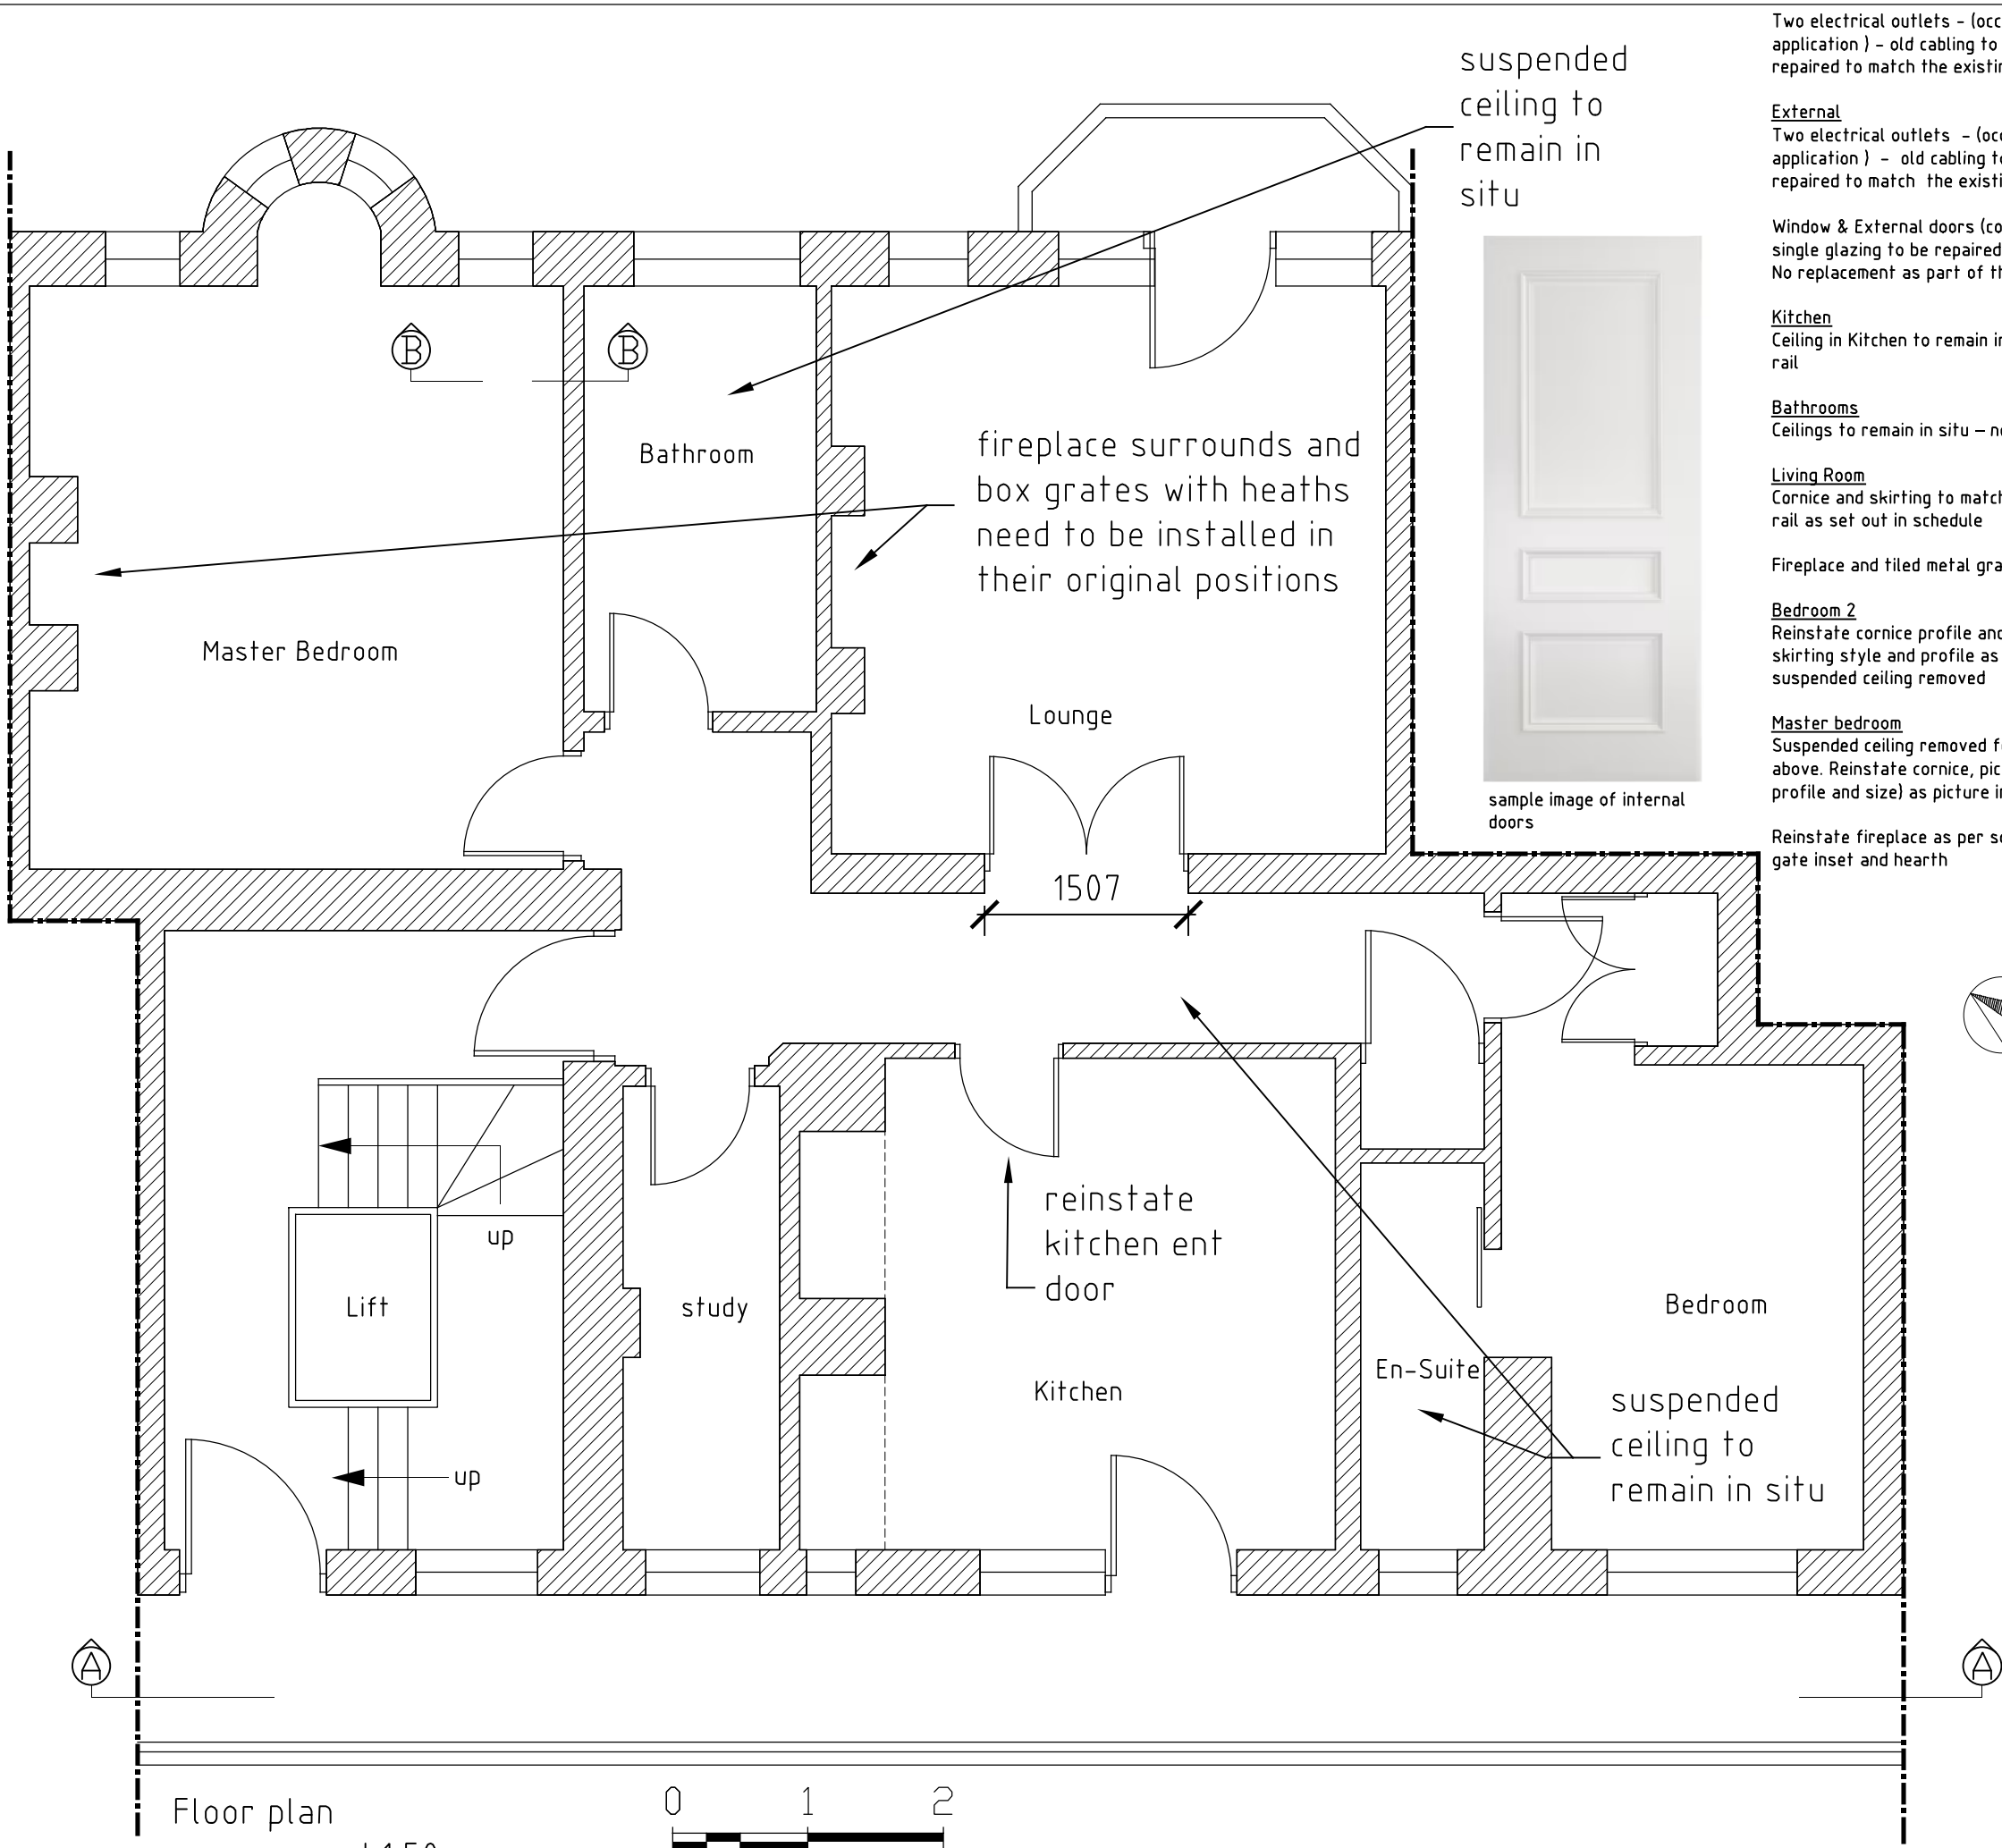 suspended
ceiling to
remain in
situ
Two electrical outlets - (occ
application ) - old cabling to
repaired to match the existin
External
Two electrical outlets - (occ
application ) - old cabling to
repaired to match the existi
Window & External doors (co
single glazing to be repaired
No replacement as part of th
Kitchen
Ceiling in Kitchen to remain in
rail
Bathrooms
Ceilings to remain in situ – no
Living Room
Cornice and skirting to match
rail as set out in schedule
Fireplace and tiled metal gra
Bedroom 2
Reinstate cornice profile and
skirting style and profile as
suspended ceiling removed
Master bedroom
Suspended ceiling removed fo
above. Reinstate cornice, pic
profile and size) as picture in
Reinstate fireplace as per sc
gate inset and hearth
sample image of internal
doors
B
B
Bathroom
fireplace surrounds and
box grates with heaths
need to be installed in
their original positions
Master Bedroom
Lounge
1507
up
Lift
study
reinstate
kitchen ent
door
Kitchen
En-Suite
Bedroom
suspended
ceiling to
remain in situ
up
A
A
Floor plan
0 1 2